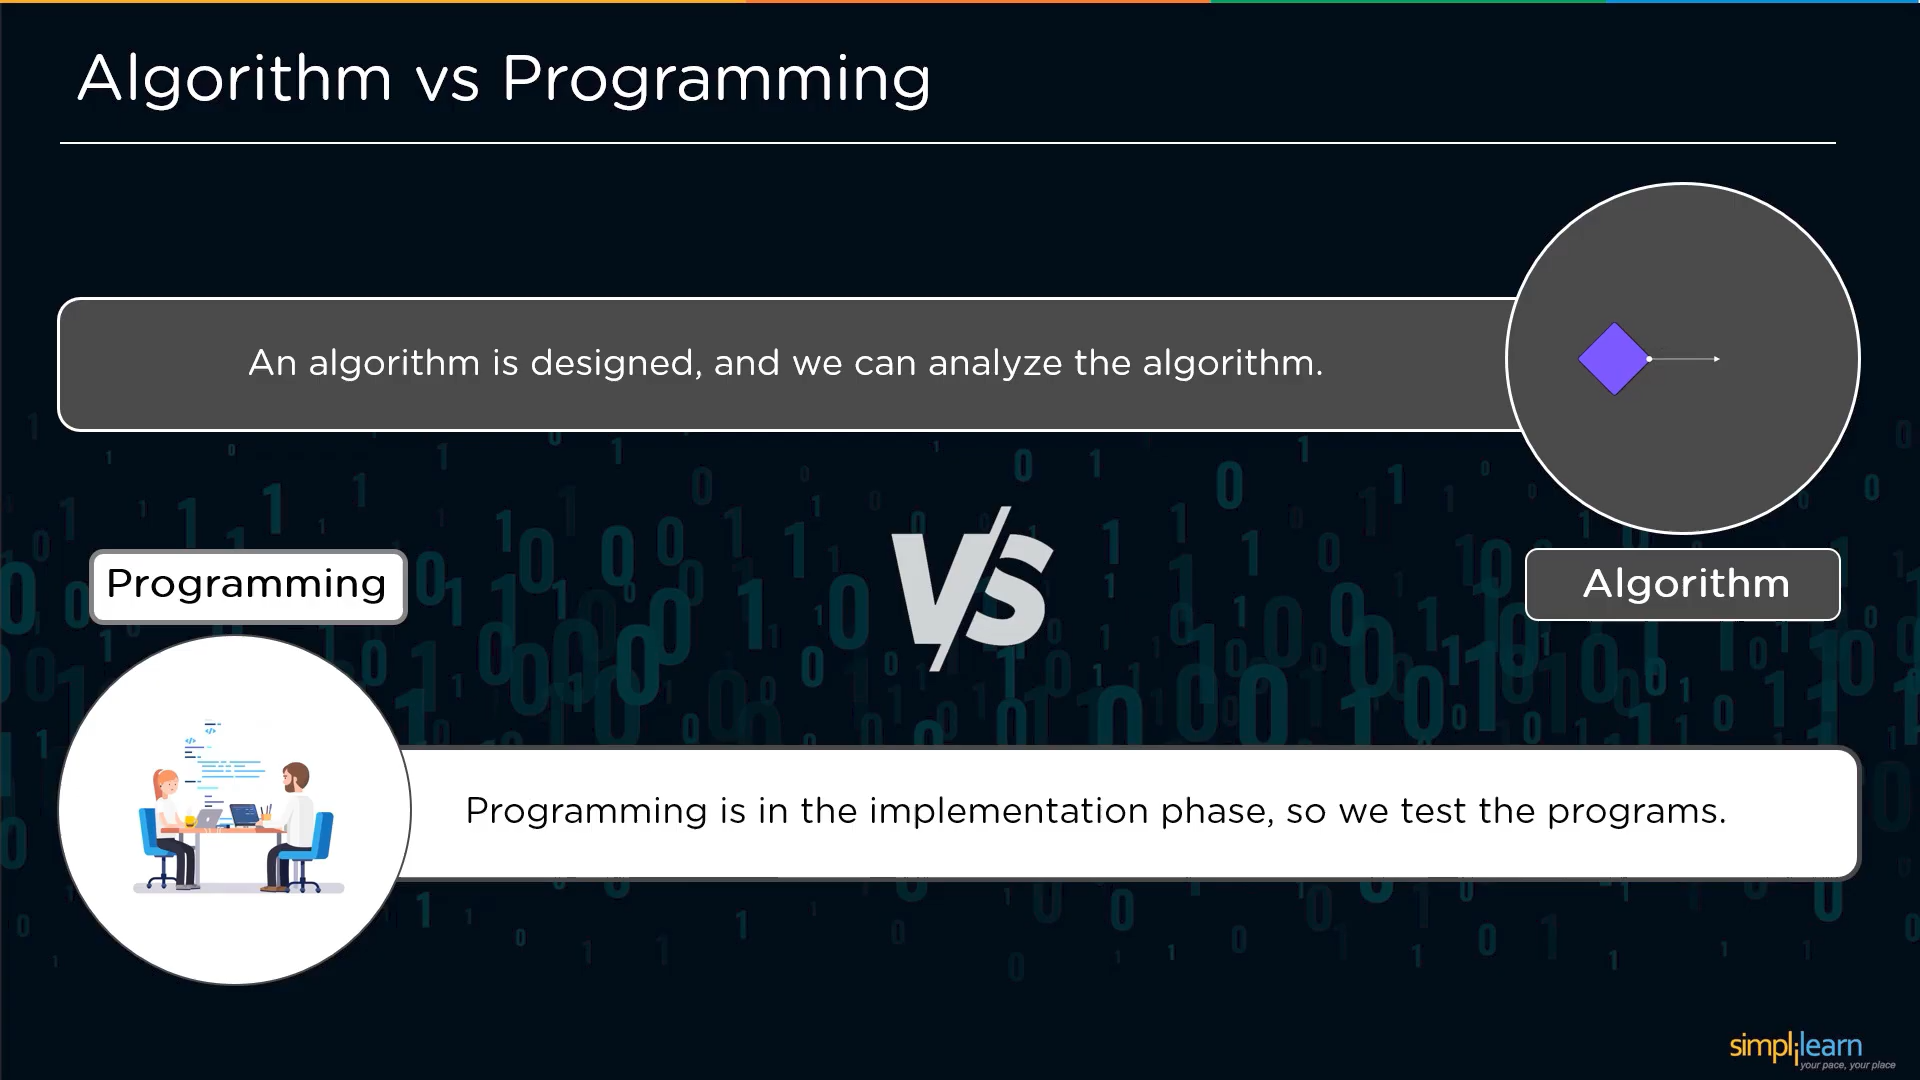 Algorithm vs Programming
An algorithm is designed, and we can analyze the algorithm.
VS
Programming
Algorithm
Programming is in the implementation phase, so we test the programs.
simplilearn
your pace, your place